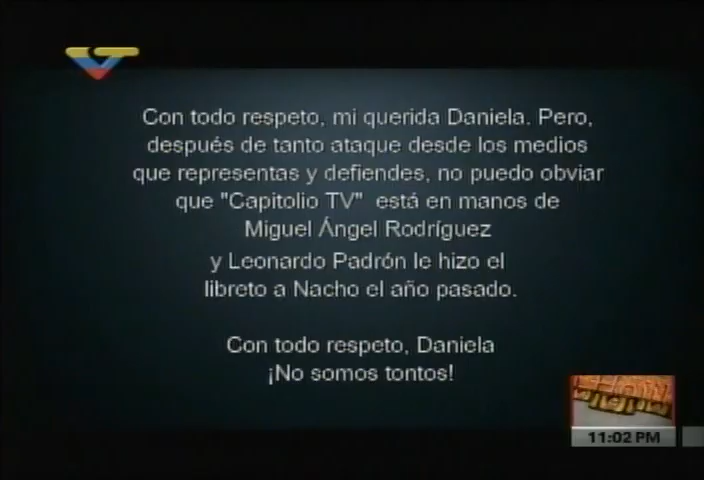 Con todo respeto, mi querida Daniela. Pero,
después de tanto ataque desde los medios
que representas y defiendes, no puedo obviar
que "Capitolio TV" está en manos de
Miguel Ángel Rodríguez
y Leonardo Padrón le hizo el
libreto a Nacho el año pasado.
Con todo respeto, Daniela
¡No somos tontos!
11:02 PM